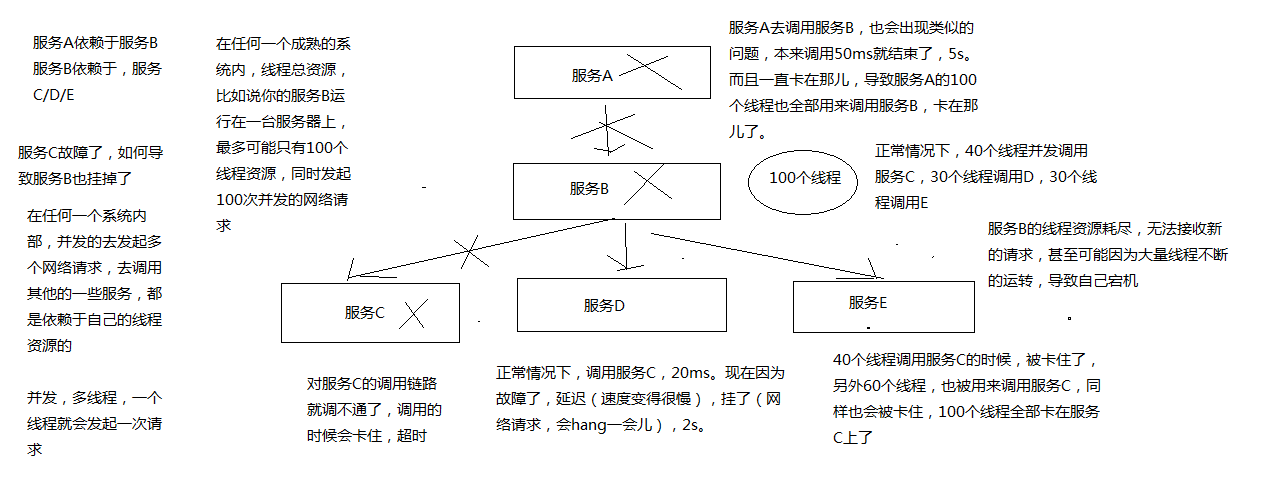 服务A依赖于服务B
服务B依赖于，服务
C/D/E
服务C故障了，如何导
致服务B也挂掉了
在任何一个系统内
部，并发的去发起多
个网络请求，去调用
其他的一些服务，都
是依赖于自己的线程
资源的
并发，多线程，一个
线程就会发起一次请
求
在任何一个成熟的系
统内，线程总资源，
比如说你的服务B运
行在一台服务器上，
最多可能只有100个
线程资源，同时发起
100次并发的网络请
求
服务A
服务B
服务C
服务D
服务E
100个线程
服务A去调用服务B，也会出现类似的
问题，本来调用50ms就结束了，5s。
而且一直卡在那儿，导致服务A的100
个线程也全部用来调用服务B，卡在那
儿了。
正常情况下，40个线程并发调用
服务C，30个线程调用D，30个线
程调用E
服务B的线程资源耗尽，无法接收新
的请求，甚至可能因为大量线程不断
的运转，导致自己宕机
对服务C的调用链路
就调不通了，调用的
时候会卡住，超时
正常情况下，调用服务C，20ms。现在因为
故障了，延迟（速度变得很慢），挂了（网
络请求，会hang一会儿），2s。
40个线程调用服务C的时候，被卡住了，
另外60个线程，也被用来调用服务C，同
样也会被卡住，100个线程全部卡在服务
C上了